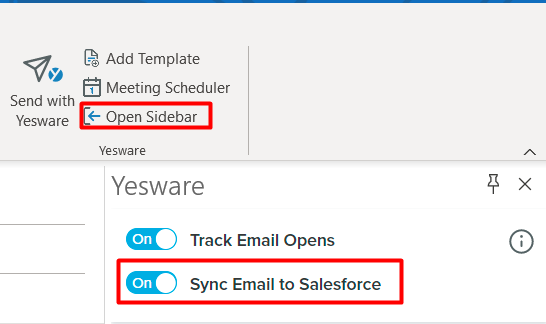 Add Template
Send with
Yesware
1
Meeting Scheduler
Open Sidebar
Yesware
Yesware
On
Track Email Opens
On
Sync Email to Salesforce